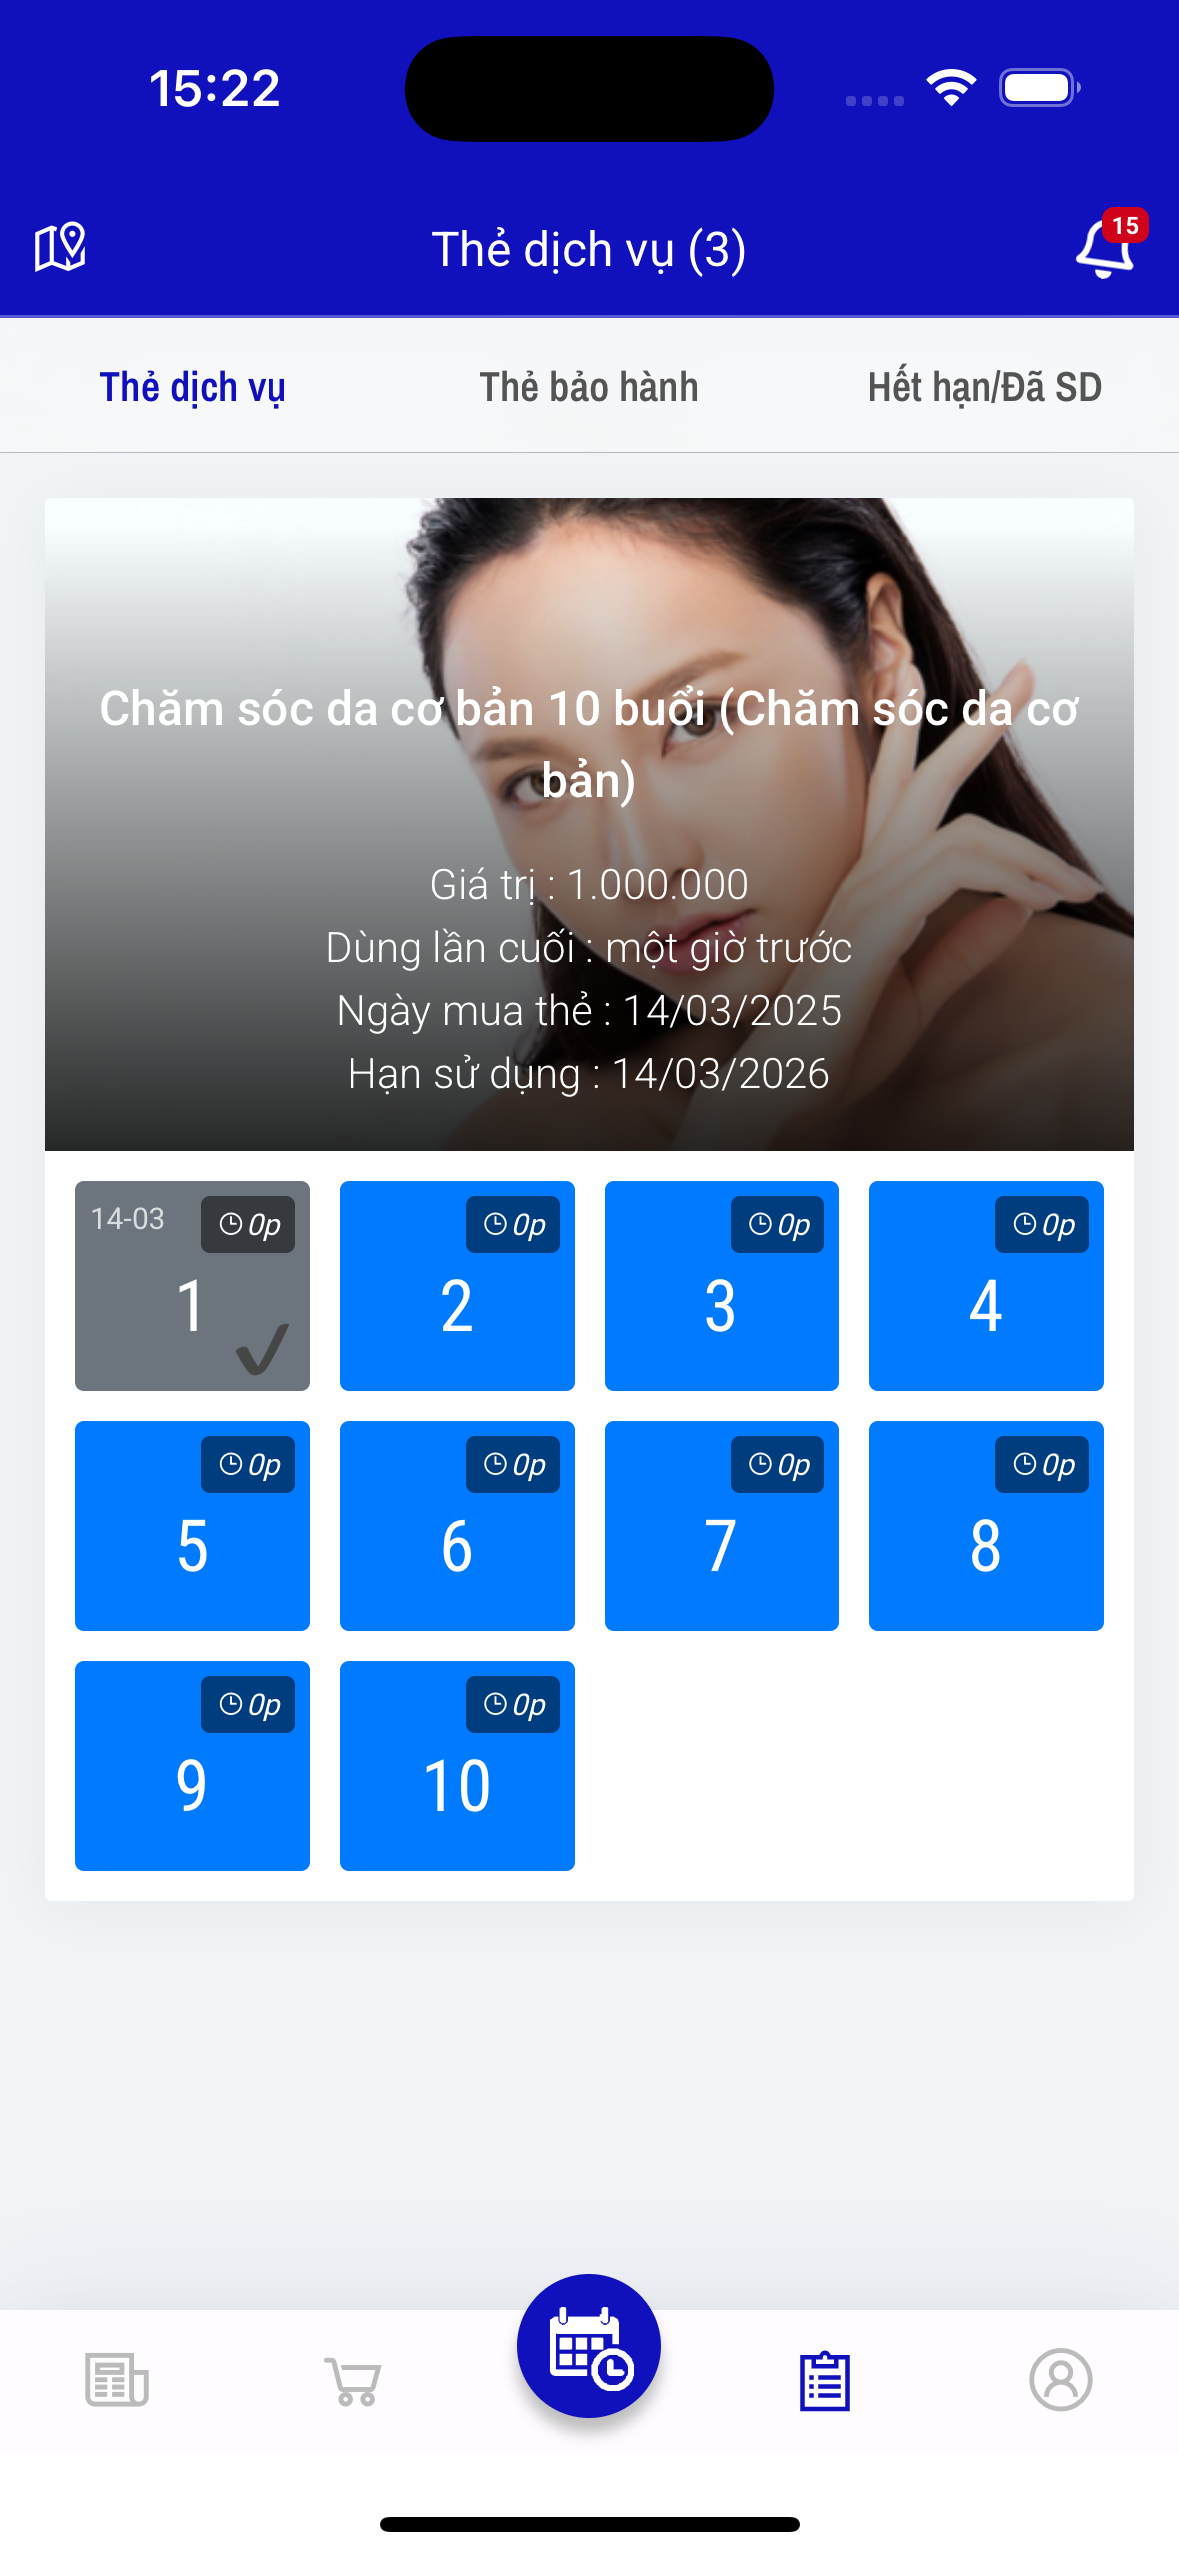 15:22
Thẻ dịch vụ (3)
15
Thẻ dịch vụ
Thẻ bảo hành
Hết hạn/Đã SD
Chăm sóc da cơ bản 10 buổi (Chăm sóc da cơ
bản)
Giá trị : 1.000.000
Dùng lần cuối : một giờ trước
Ngày mua thẻ : 14/03/2025
Hạn sử dụng : 14/03/2026
14-03
0p
1
0p
2
0p
3
0p
4
0p
5
0p
6
0p
7
0p
8
0p
9
0p
10